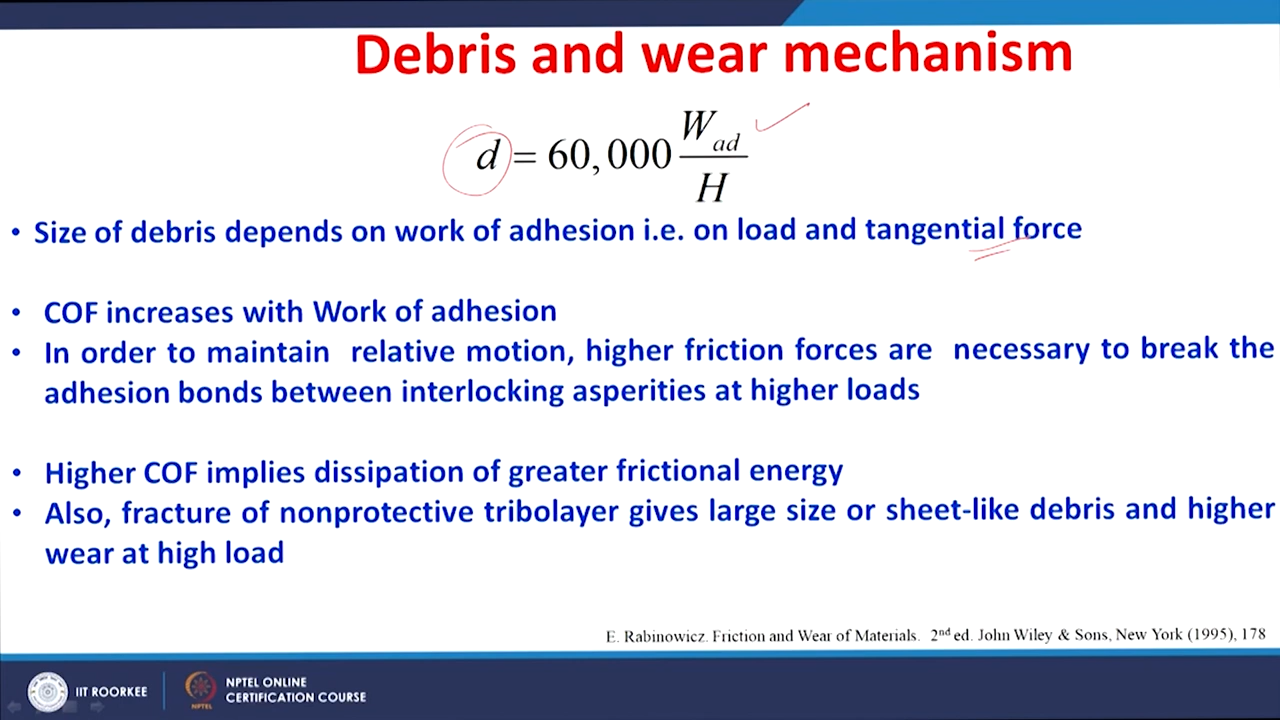 Debris and wear mechanism
d = 60,000 W_ad / H
• Size of debris depends on work of adhesion i.e. on load and tangential force
• COF increases with Work of adhesion
• In order to maintain relative motion, higher friction forces are necessary to break the
adhesion bonds between interlocking asperities at higher loads
• Higher COF implies dissipation of greater frictional energy
• Also, fracture of nonprotective tribolayer gives large size or sheet-like debris and higher
wear at high load
E. Rabinowicz. Friction and Wear of Materials. 2nd ed. John Wiley & Sons, New York (1995), 178
IIT ROORKEE
NPTEL
NPTEL ONLINE
CERTIFICATION COURSE